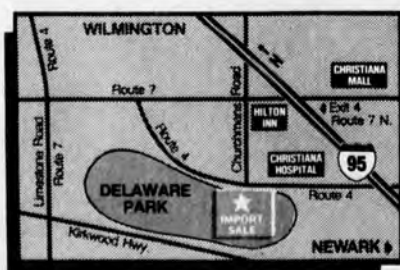 WILMINGTON
Route 4
N
Churchmans Road
CHRISTIANA
MALL
Route 7
Exit 4
Route 7 N.
HILTON
INN
Limestone Road
Route 7
Route 4
CHRISTIANA
HOSPITAL
95
Route 4
DELAWARE
PARK
IMPORT
SALE
Kirkwood Hwy.
NEWARK